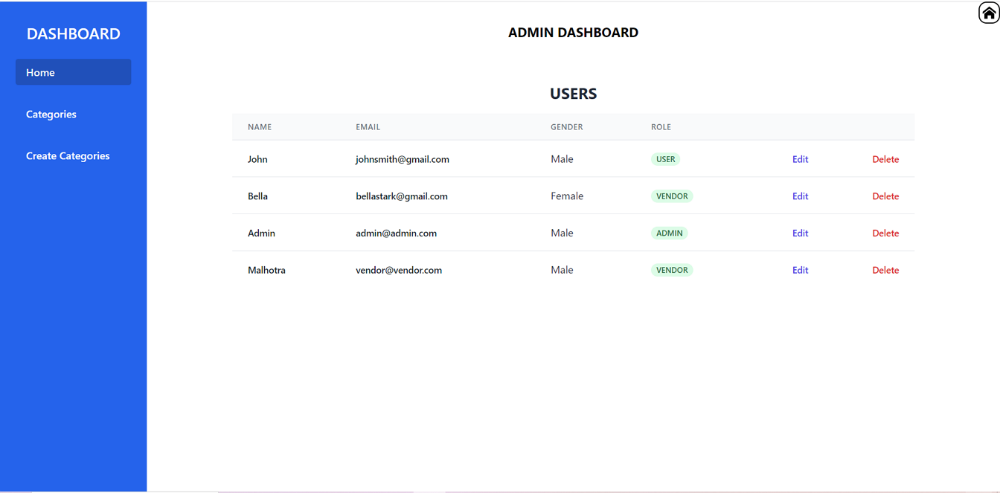 DASHBOARD
Home
Categories
Create Categories
ADMIN DASHBOARD
USERS
NAME EMAIL GENDER ROLE
John johnsmith@gmail.com Male USER Edit Delete
Bella bellastark@gmail.com Female VENDOR Edit Delete
Admin admin@admin.com Male ADMIN Edit Delete
Malhotra vendor@vendor.com Male VENDOR Edit Delete